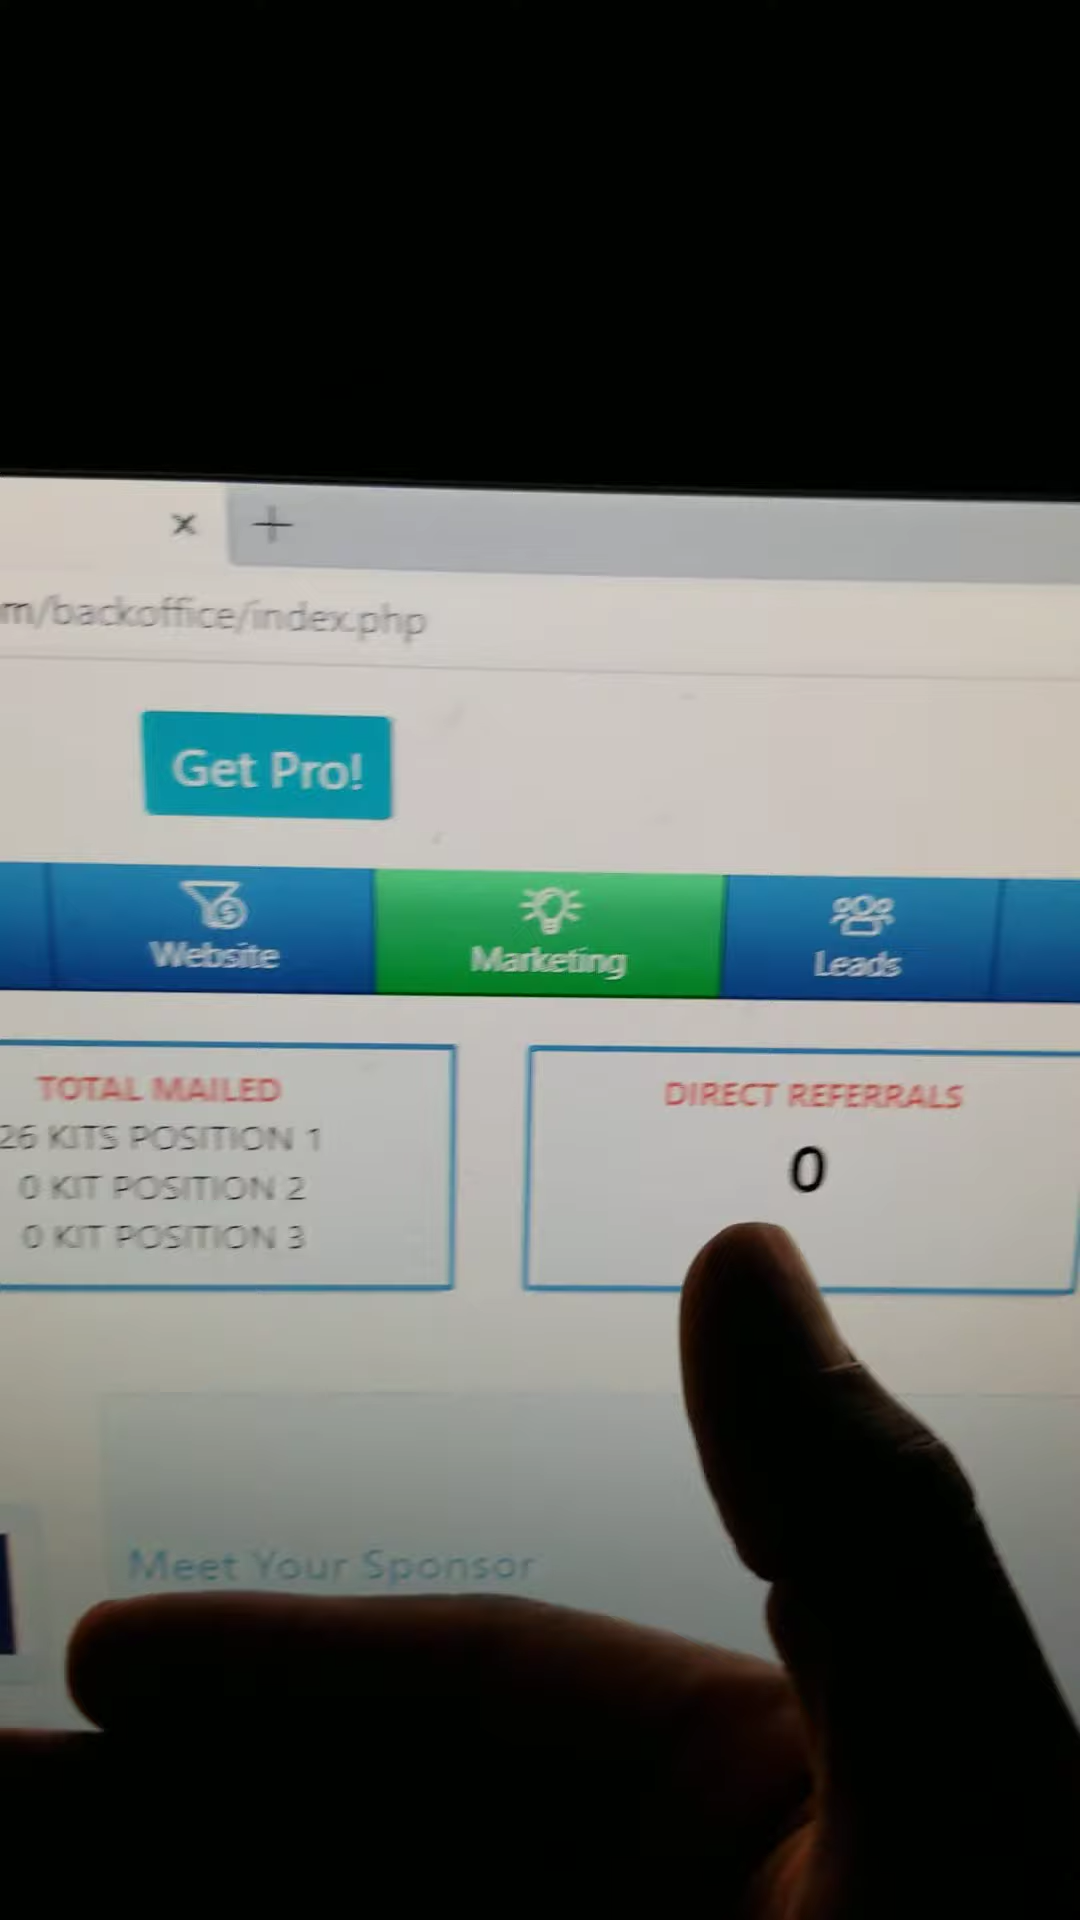 m/backoffice/index.php
Get Pro!
Website
Marketing
Leads
TOTAL MAILED
26 KITS POSITION 1
0 KIT POSITION 2
0 KIT POSITION 3
DIRECT REFERRALS
0
Meet Your Sponsor